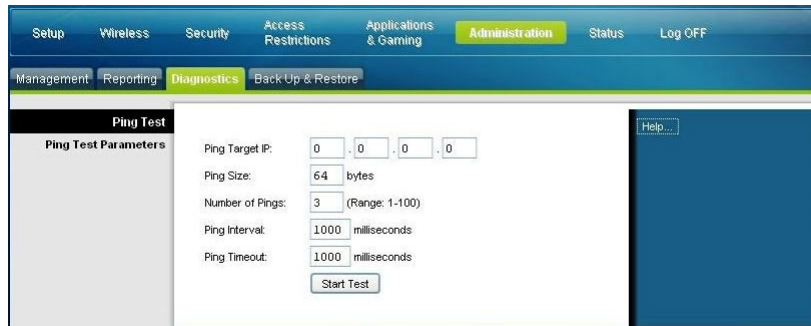 Setup Wireless Security Access Restrictions Applications & Gaming Administration Status Log OFF
Management Reporting Diagnostics Back Up & Restore
Ping Test
Help...
Ping Test Parameters
Ping Target IP: 0 . 0 . 0 . 0
Ping Size: 64 bytes
Number of Pings: 3 (Range: 1-100)
Ping Interval: 1000 milliseconds
Ping Timeout: 1000 milliseconds
Start Test